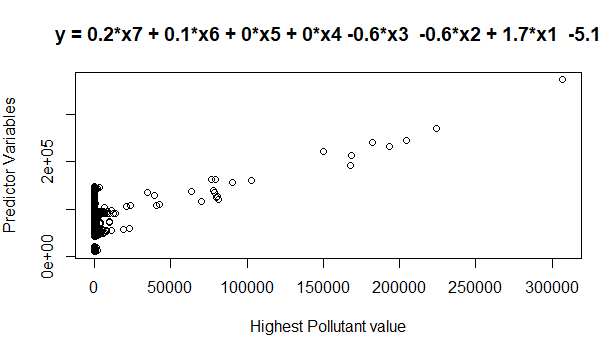 y = 0.2*x7 + 0.1*x6 + 0*x5 + 0*x4 -0.6*x3 -0.6*x2 + 1.7*x1 -5.1
Predictor Variables
2e+05
0e+00
0
50000
100000
150000
200000
250000
300000
Highest Pollutant value